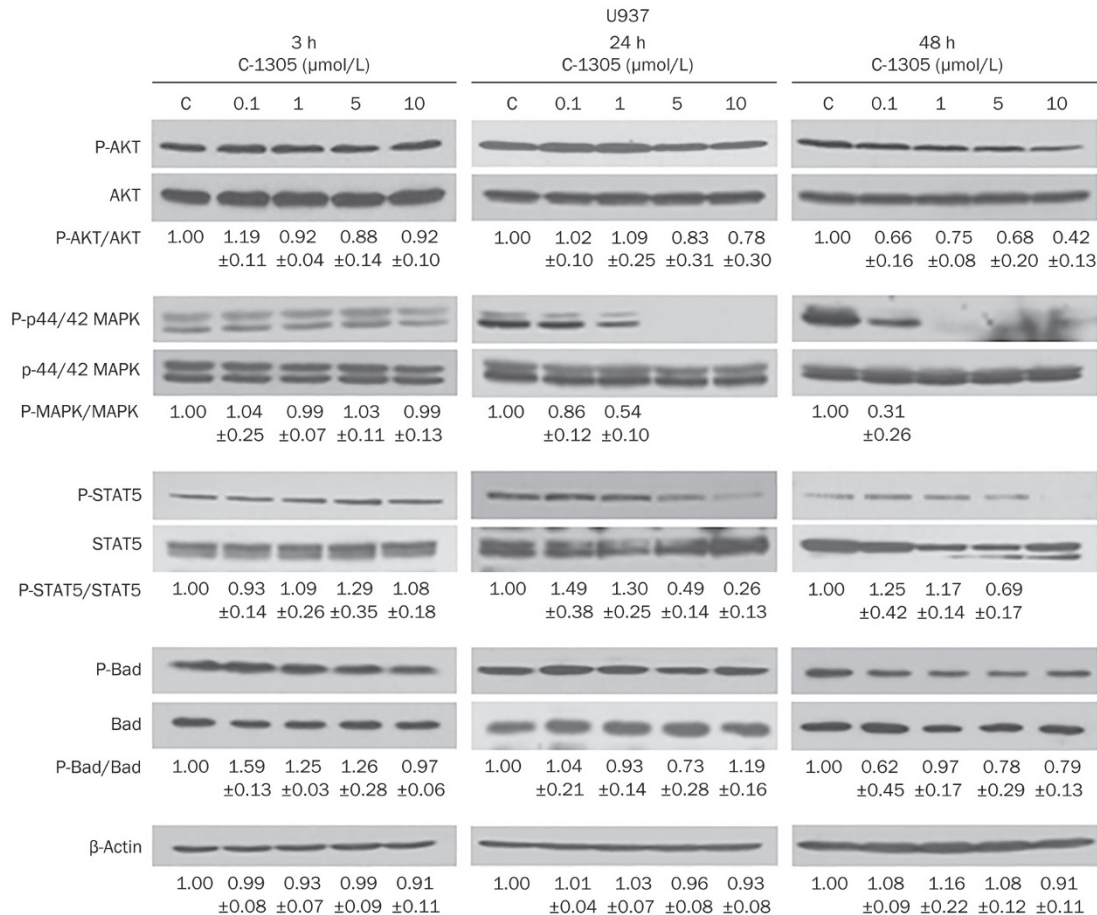 U937
3 h 24 h 48 h
C-1305 (µmol/L) C-1305 (µmol/L) C-1305 (µmol/L)
C 0.1 1 5 10 C 0.1 1 5 10 C 0.1 1 5 10
P-AKT
AKT
P-AKT/AKT 1.00 1.19 0.92 0.88 0.92 1.00 1.02 1.09 0.83 0.78 1.00 0.66 0.75 0.68 0.42
±0.11 ±0.04 ±0.14 ±0.10 ±0.10 ±0.25 ±0.31 ±0.30 ±0.16 ±0.08 ±0.20 ±0.13
P-p44/42 MAPK
p-44/42 MAPK
P-MAPK/MAPK 1.00 1.04 0.99 1.03 0.99 1.00 0.86 0.54 1.00 0.31
±0.25 ±0.07 ±0.11 ±0.13 ±0.12 ±0.10 ±0.26
P-STAT5
STAT5
P-STAT5/STAT5 1.00 0.93 1.09 1.29 1.08 1.00 1.49 1.30 0.49 0.26 1.00 1.25 1.17 0.69
±0.14 ±0.26 ±0.35 ±0.18 ±0.38 ±0.25 ±0.14 ±0.13 ±0.42 ±0.14 ±0.17
P-Bad
Bad
P-Bad/Bad 1.00 1.59 1.25 1.26 0.97 1.00 1.04 0.93 0.73 1.19 1.00 0.62 0.97 0.78 0.79
±0.13 ±0.03 ±0.28 ±0.06 ±0.21 ±0.14 ±0.28 ±0.16 ±0.45 ±0.17 ±0.29 ±0.13
β-Actin
1.00 0.99 0.93 0.99 0.91 1.00 1.01 1.03 0.96 0.93 1.00 1.08 1.16 1.08 0.91
±0.08 ±0.07 ±0.09 ±0.11 ±0.04 ±0.07 ±0.08 ±0.08 ±0.09 ±0.22 ±0.12 ±0.11